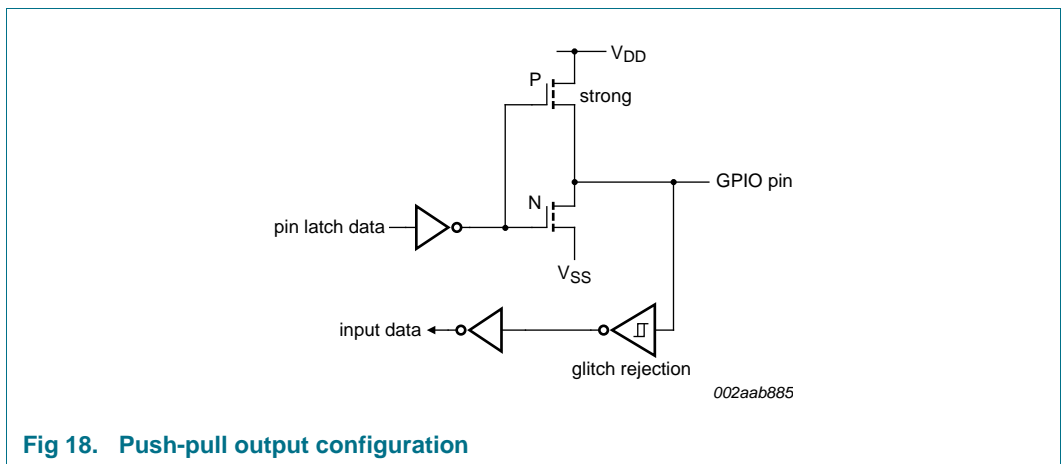 VDD
P
strong
GPIO pin
N
pin latch data
VSS
input data
glitch rejection
002aab885
Fig 18. Push-pull output configuration